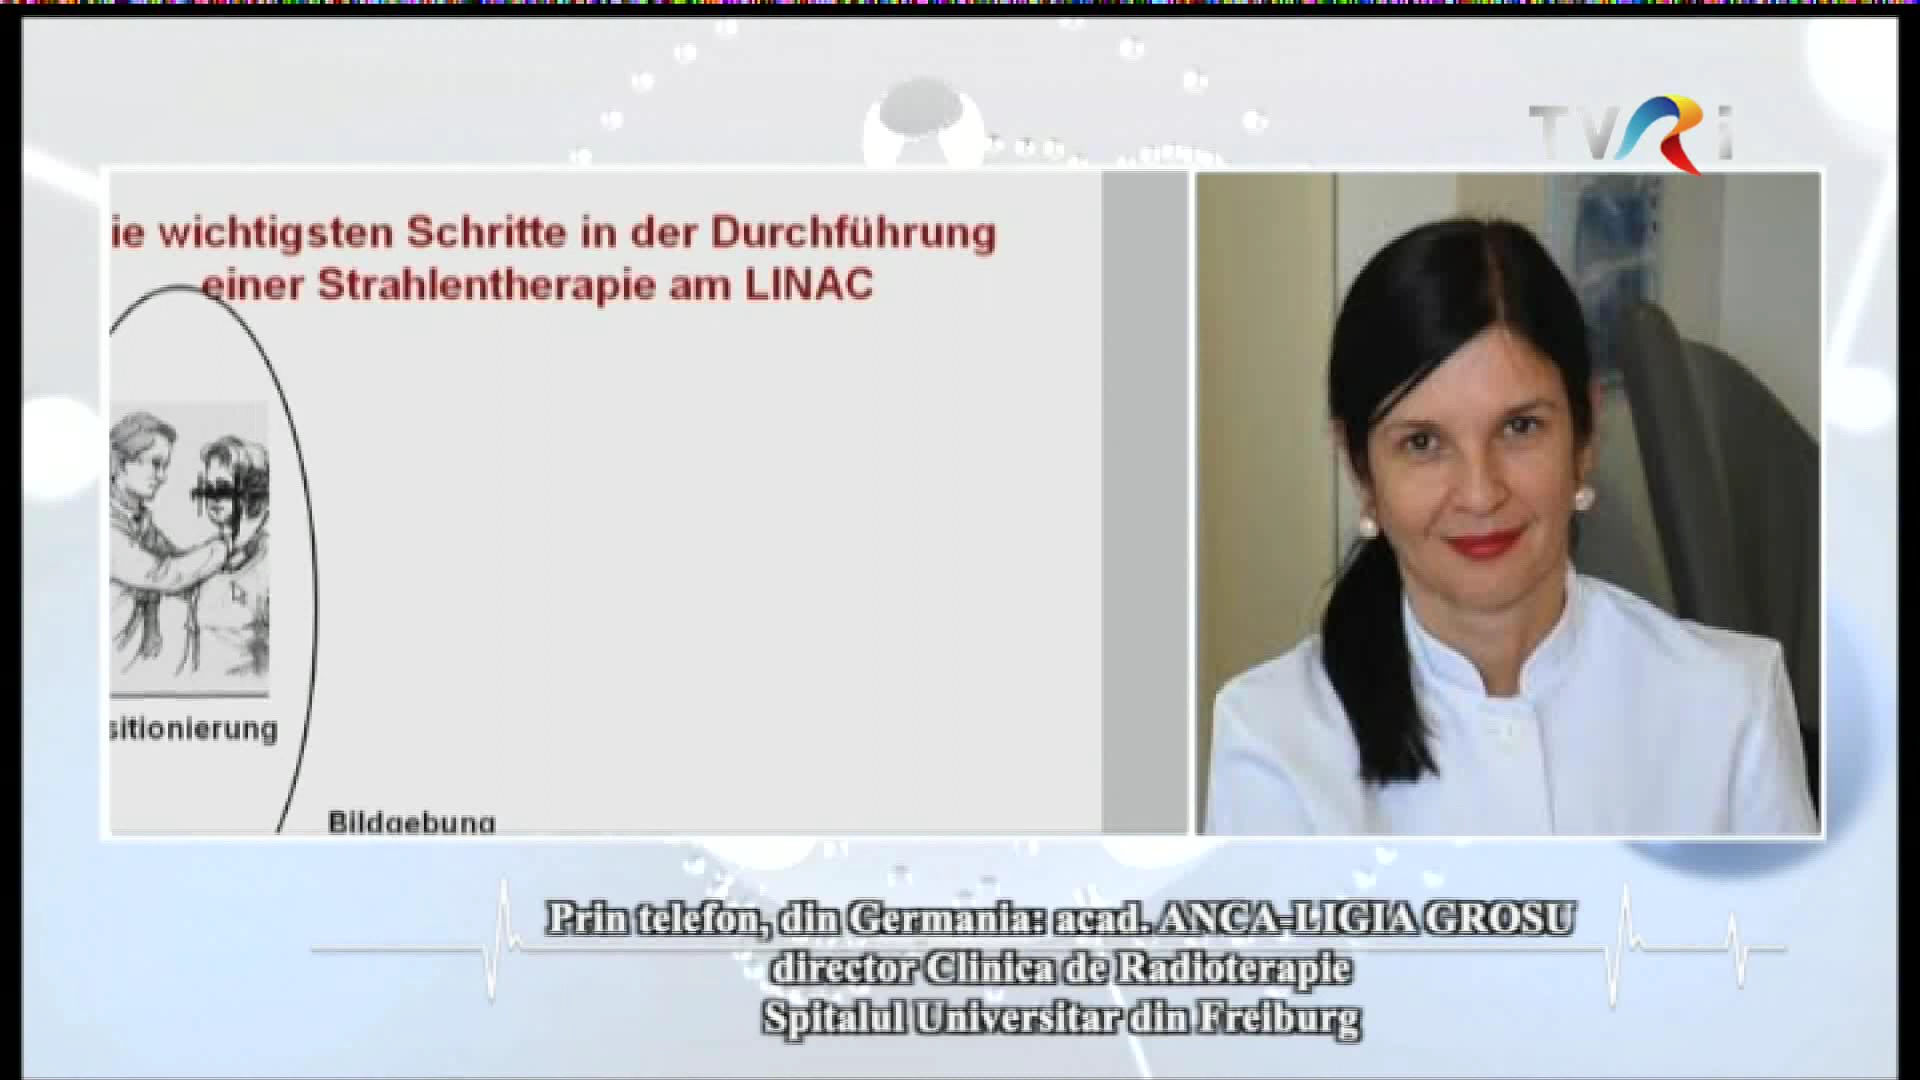 TVRi
ie wichtigsten Schritte in der Durchführung
einer Strahlentherapie am LINAC
sitionierung
Bildgebung
Prin telefon, din Germania: acad. ANCA-LIGIA GROSU
director Clinica de Radioterapie
Spitalul Universitar din Freiburg